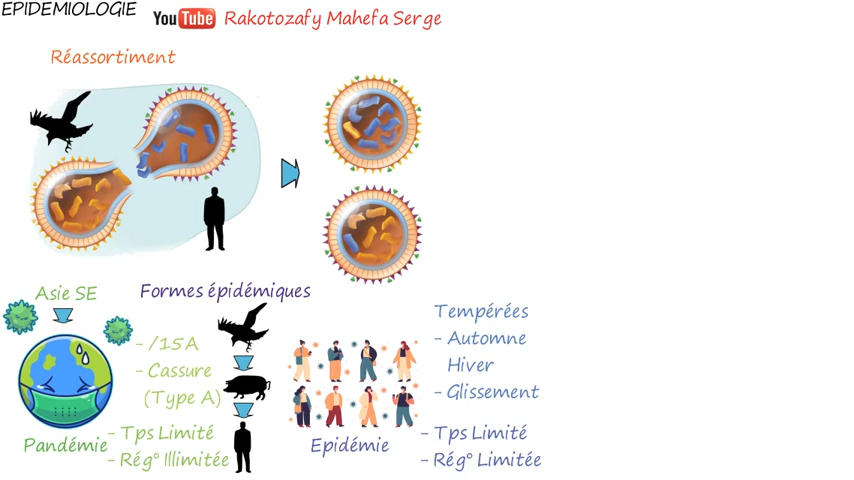 EPIDEMIOLOGIE
YouTube Rakotozafy Mahefa Serge
Réassortiment
Asie SE
Formes épidémiques
- /15A
- Cassure
(Type A)
Pandémie
- Tps Limité
- Rég° Illimitée
Tempérées
- Automne
Hiver
- Glissement
Epidémie
- Tps Limité
- Rég° Limitée